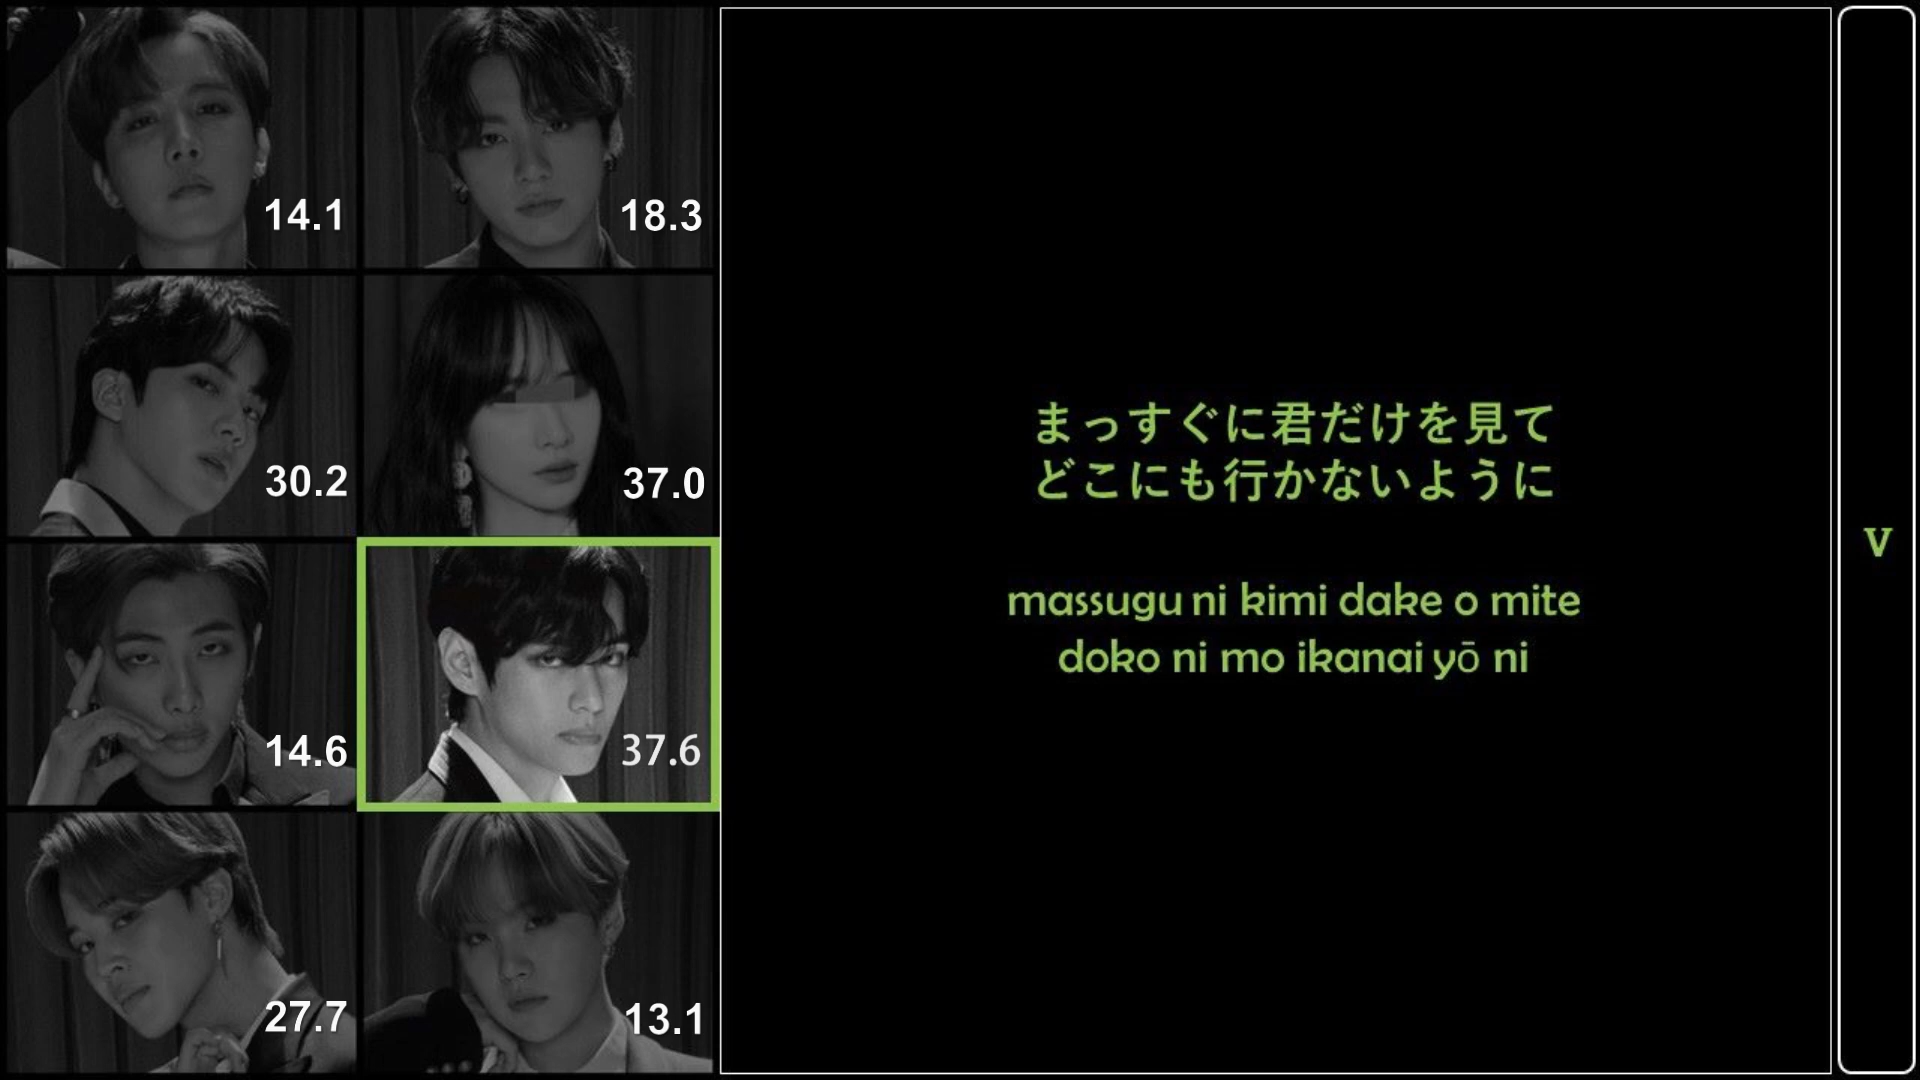 14.1
18.3
30.2
37.0
14.6
37.6
27.7
13.1
まっすぐに君だけを見て
どこにも行かないように
massugu ni kimi dake o mite
doko ni mo ikanai yō ni
V